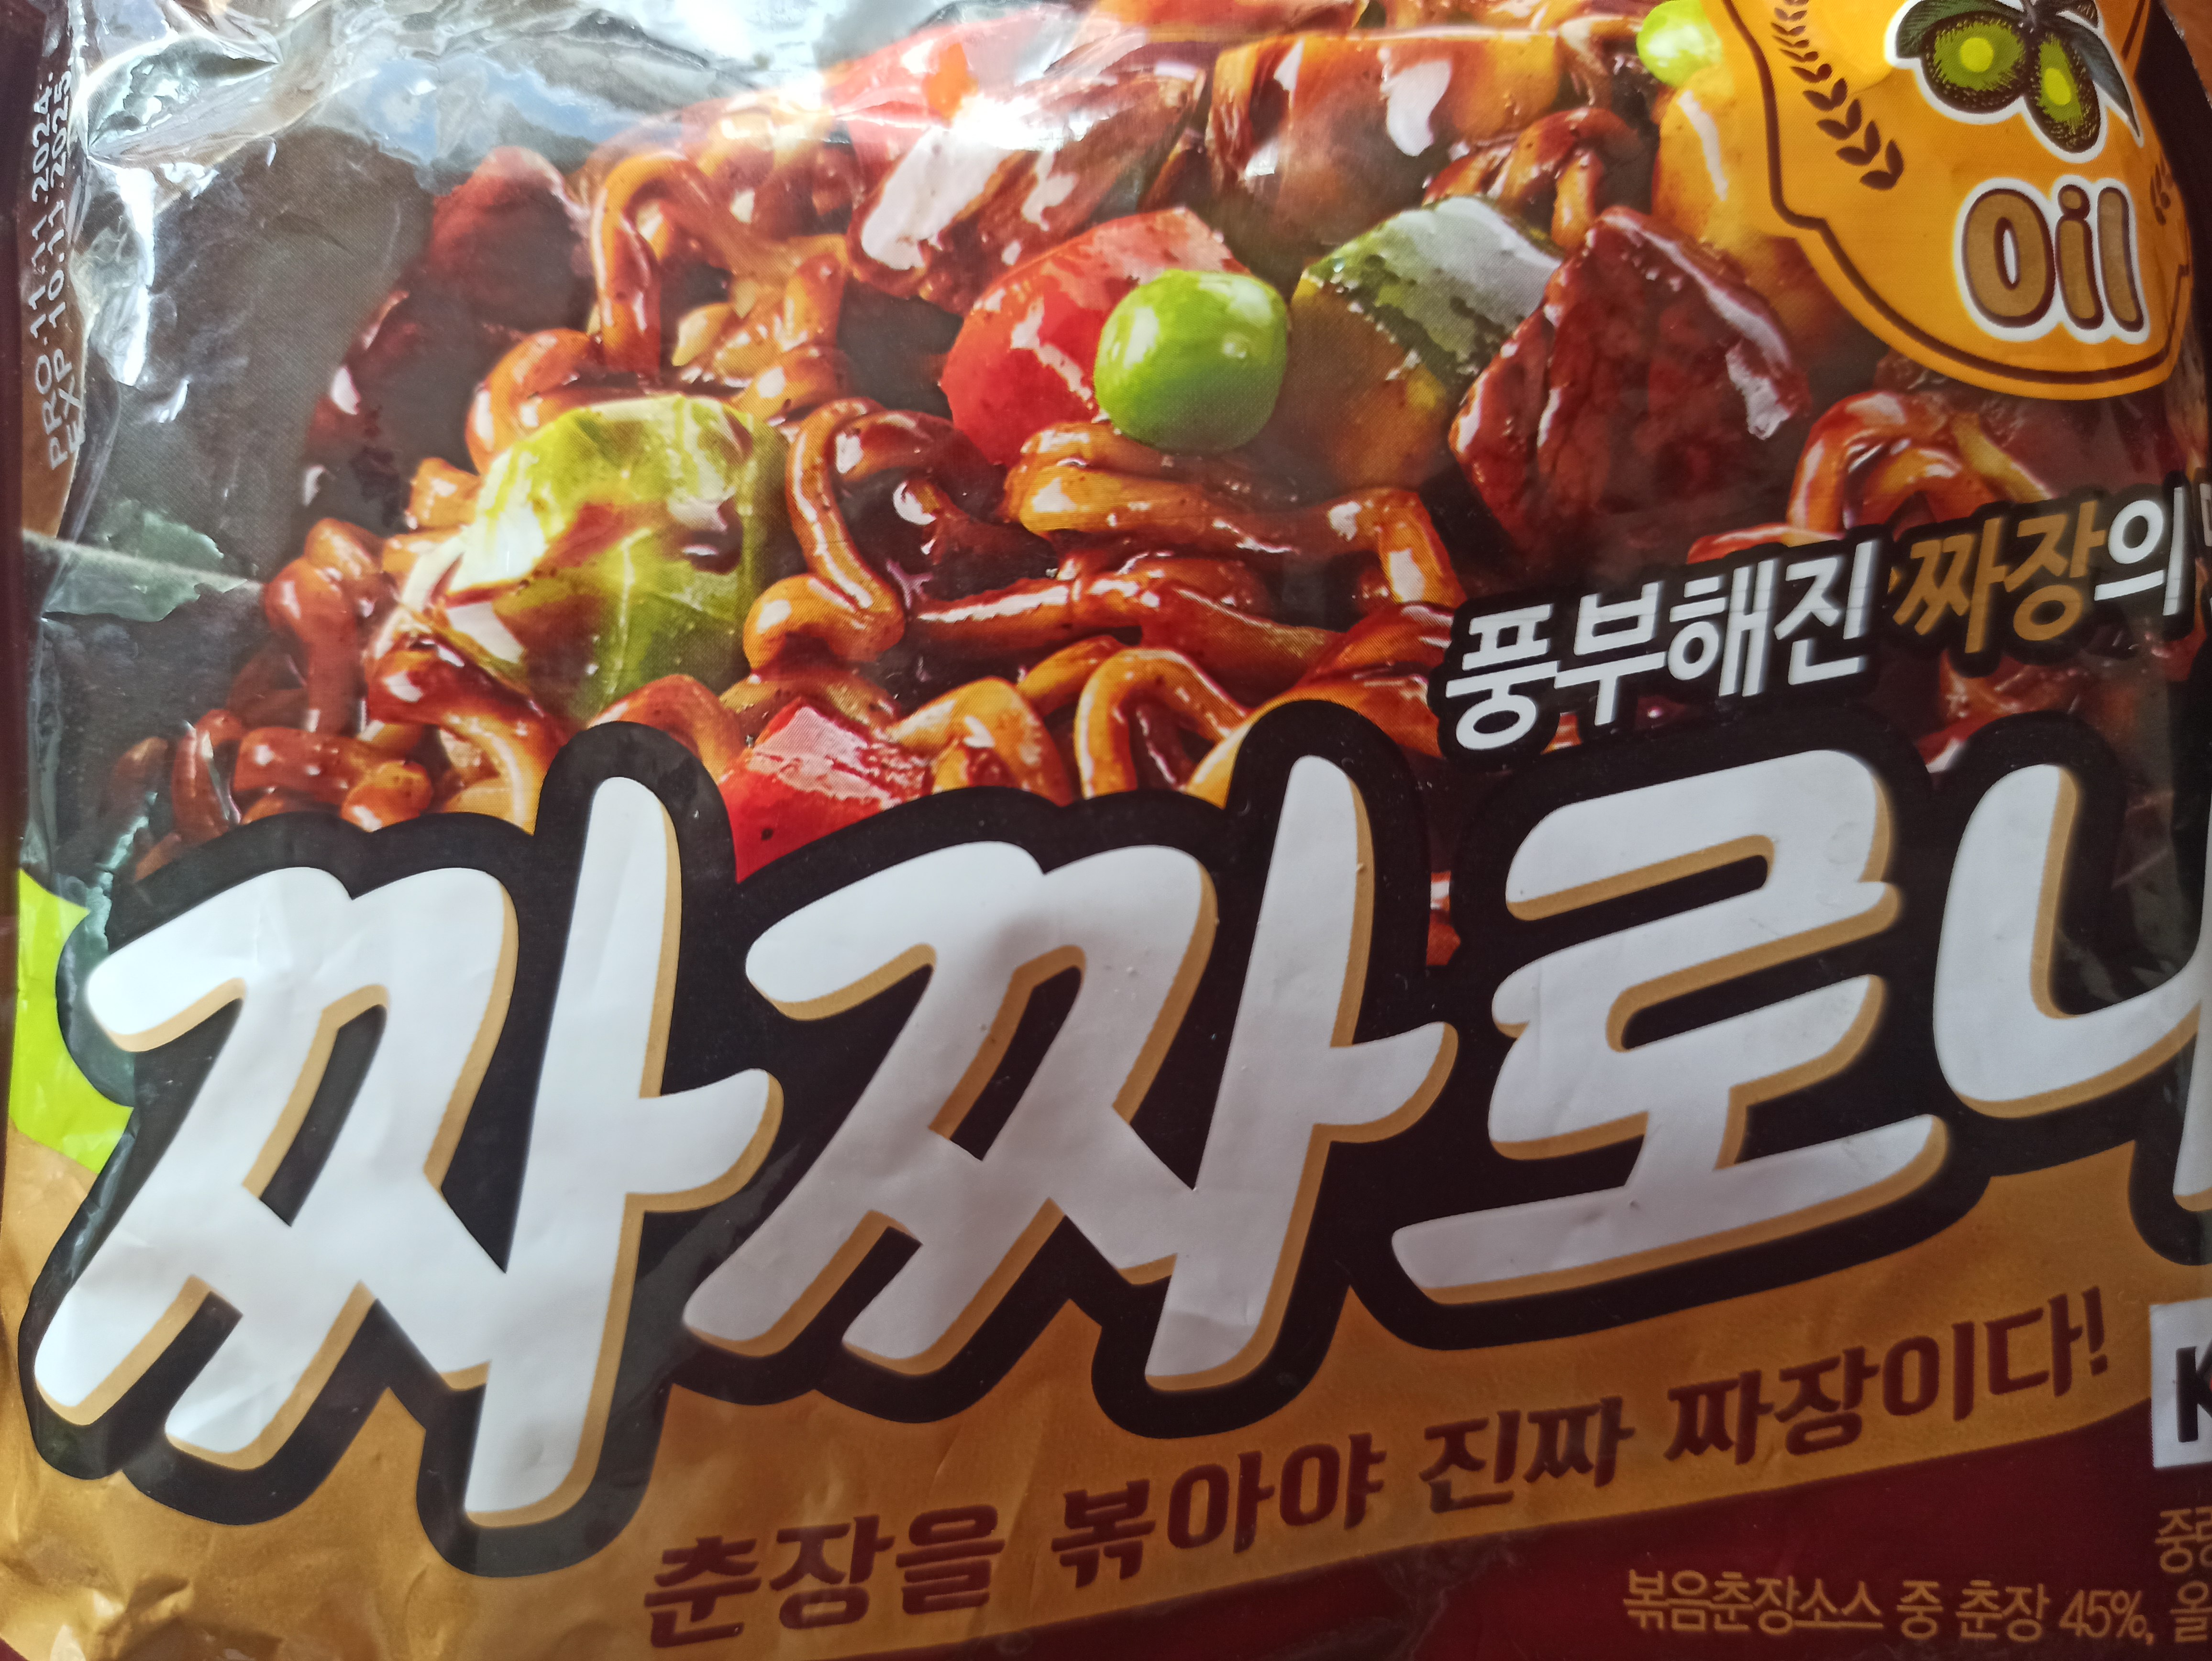 PRO 11.11.2024.
EXP 10.11.2025
Oil
풍부해진 짜장의
짜짜로니
춘장을 볶아야 진짜 짜장이다!
볶음춘장소스 중 춘장 45%,